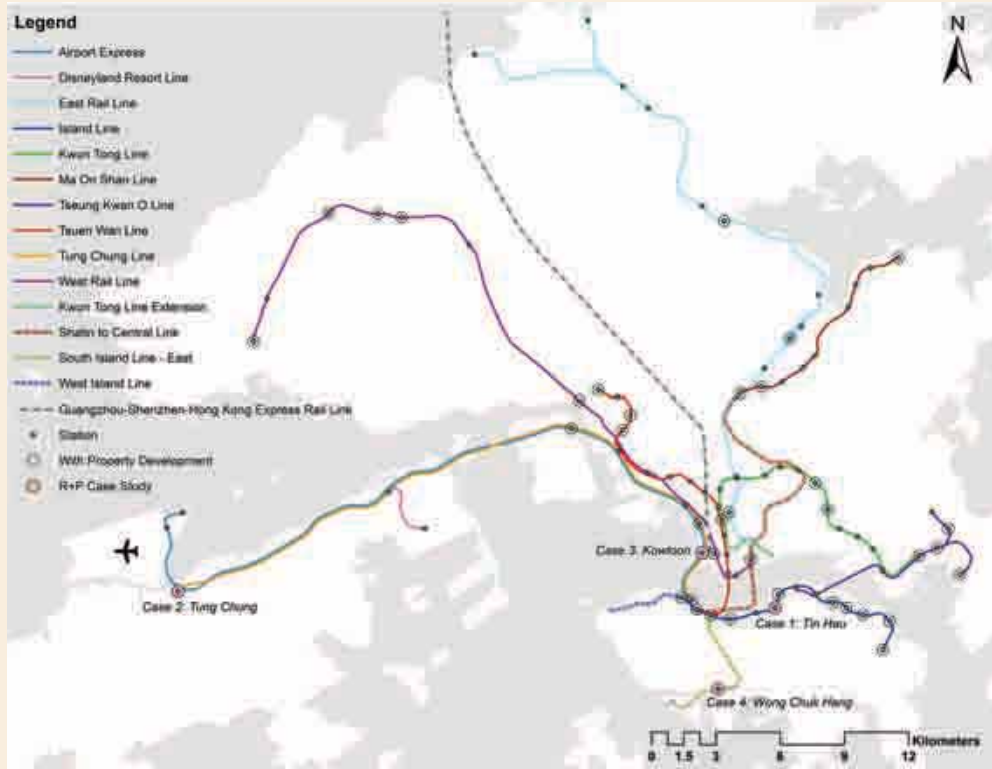 Legend
Airport Express
Disneyland Resort Line
East Rail Line
Island Line
Kwun Tong Line
Ma On Shan Line
Tseung Kwan O Line
Tsuen Wan Line
Tung Chung Line
West Rail Line
Kwun Tong Line Extension
Shatin to Central Link
South Island Line - East
West Island Line
Guangzhou-Shenzhen-Hong Kong Express Rail Link
Station
With Property Development
R+P Case Study
N
Case 3: Kowloon
Case 2: Tung Chung
Case 1: Tin Hau
Case 4: Wong Chuk Hang
Kilometers
0 1.5 3 6 9 12